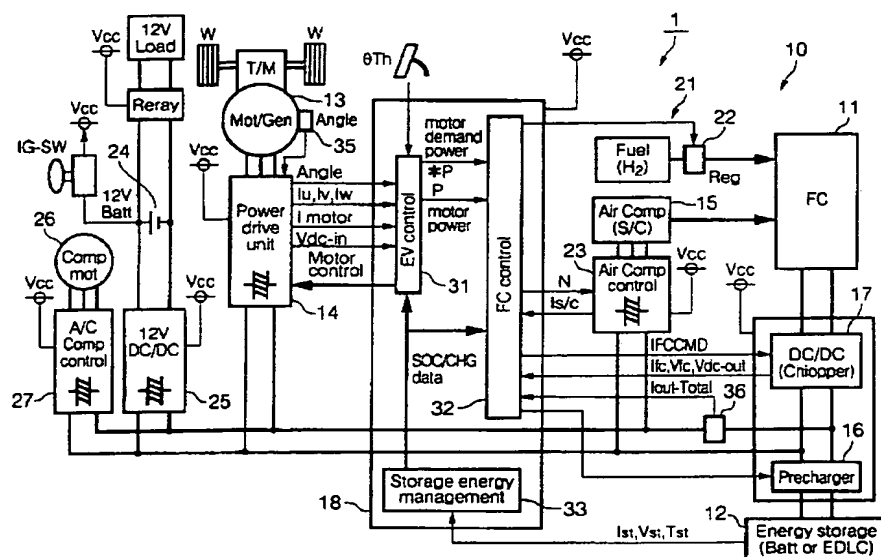 12V
Load
Vcc
Reray
Vcc
IG-SW
24
12V
Batt
26
Comp
mot
Vcc
A/C
Comp
control
27
12V
DC/DC
Vcc
25
W
W
T/M
13
Mot/Gen
Angle
35
Vcc
Power
drive
unit
14
Angle
Iu,Iv,Iw
I motor
Vdc-in
Motor
control
θTh
EV control
31
motor
demand
power
*P
P
motor
power
FC control
32
SOC/CHG
data
Storage energy
management
33
18
Vcc
1
10
21
Fuel
(H2)
22
Reg
11
FC
15
Air Comp
(S/C)
23
Air Comp
control
Vcc
N
Is/c
IFCCMD
Ifc,Vfc,Vdc-out
Iout-Total
36
Vcc
17
DC/DC
(Cniopper)
16
Precharger
12
Energy storage
(Batt or EDLC)
Ist,Vst,Tst